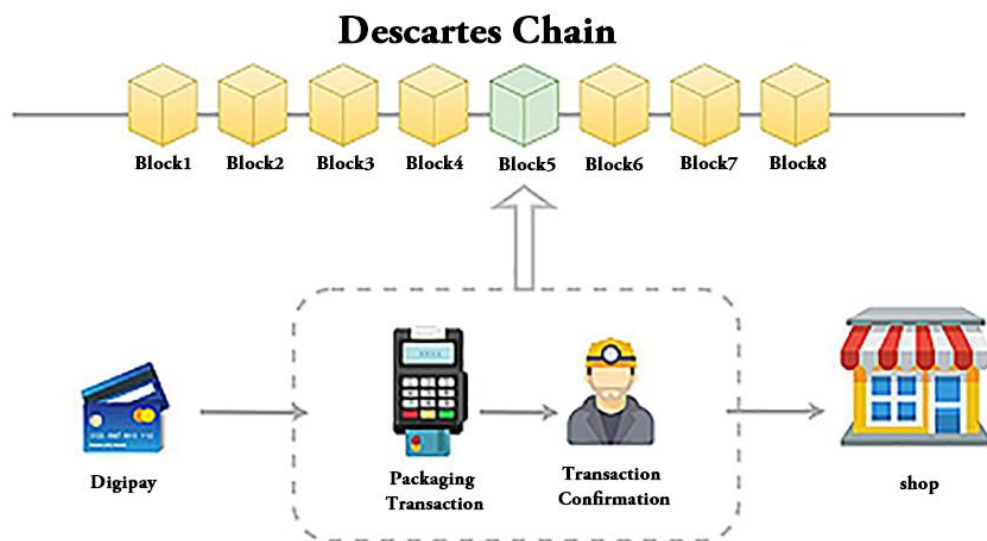 Descartes Chain
Block1 Block2 Block3 Block4 Block5 Block6 Block7 Block8
Digipay
Packaging
Transaction
Transaction
Confirmation
shop